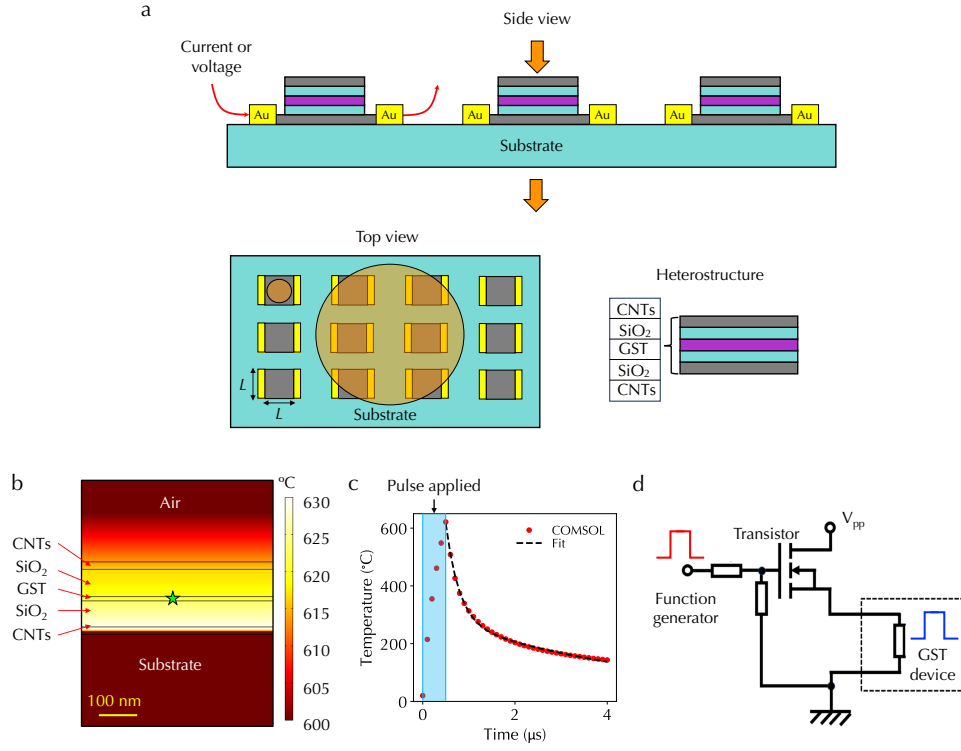 a
Side view
Current or
voltage
Au
Au
Au
Au
Au
Au
Substrate
Top view
L
L
Substrate
Heterostructure
CNTs
SiO₂
GST
SiO₂
CNTs
b
Air
CNTs
SiO₂
GST
SiO₂
CNTs
Substrate
100 nm
ºC
630
625
620
615
610
605
600
c
Pulse applied
COMSOL
Fit
Temperature (°C)
600
400
200
0
0
2
4
Time (μs)
d
Transistor
Vpp
Function
generator
GST
device